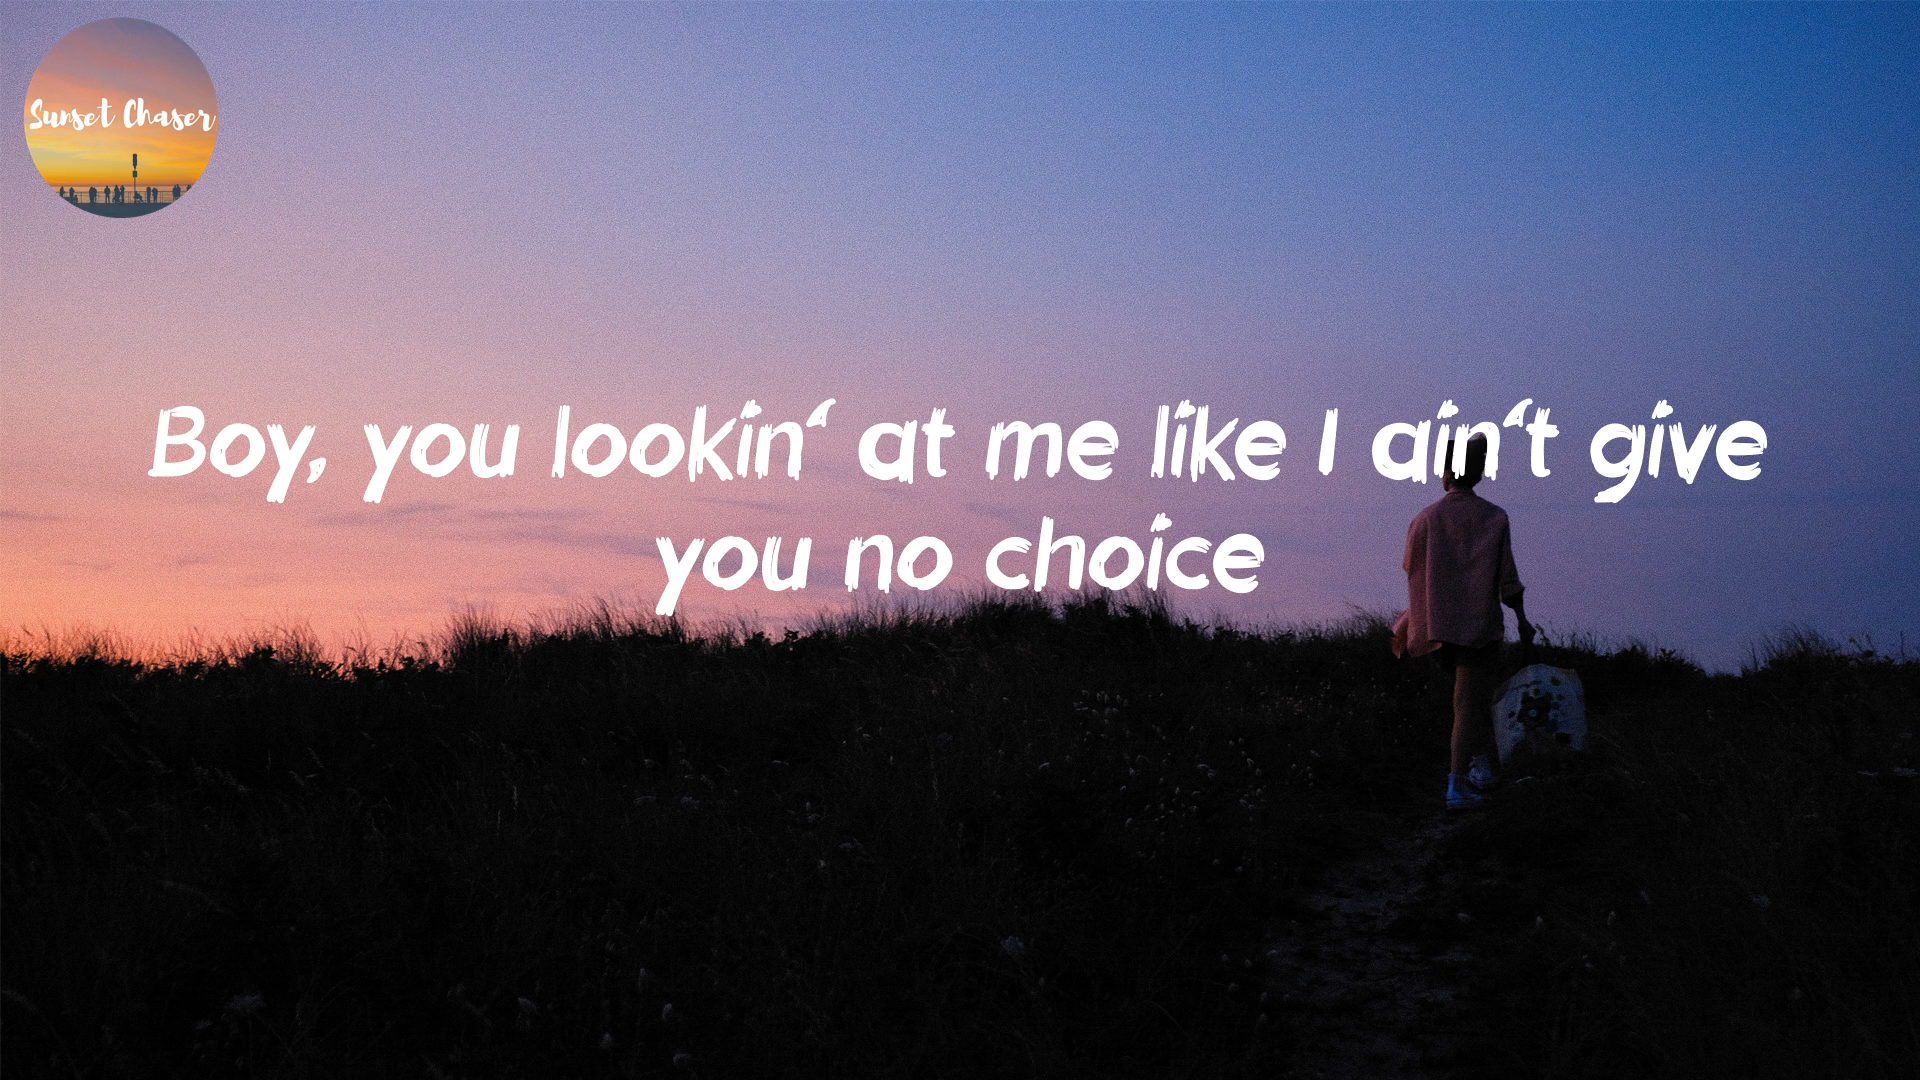 Sunset Chaser
Boy, you lookin‘ at me like I ain‘t give
you no choice